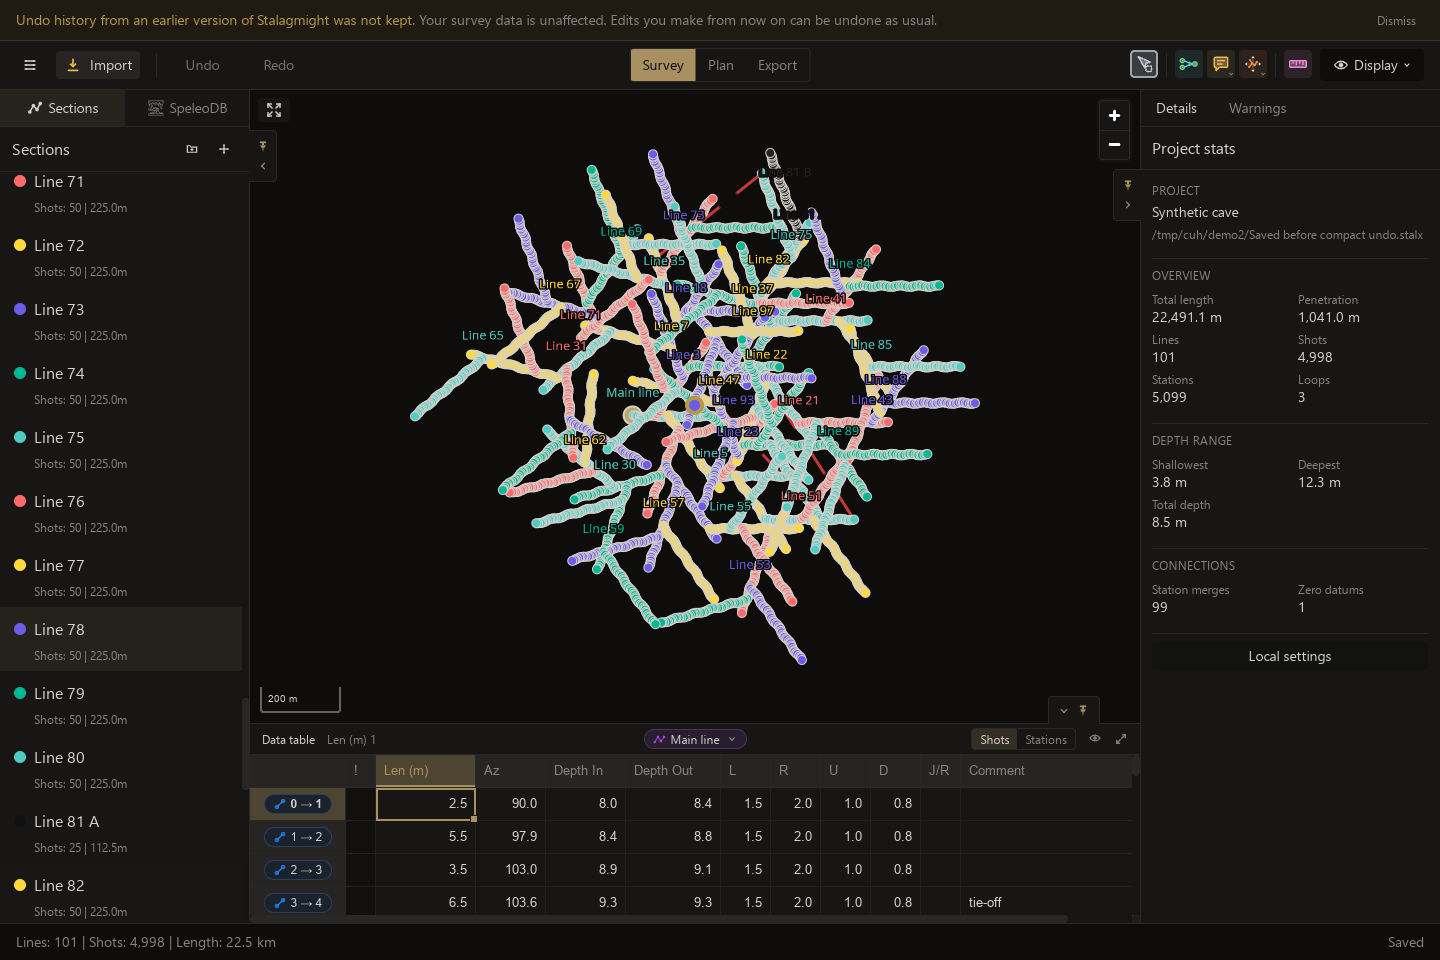 Undo history from an earlier version of Stalagmight was not kept. Your survey data is unaffected. Edits you make from now on can be undone as usual.
Dismiss
Import
Undo
Redo
Survey
Plan
Export
Display
Sections
SpeleoDB
Sections
Line 71
Shots: 50 | 225.0m
Line 72
Shots: 50 | 225.0m
Line 73
Shots: 50 | 225.0m
Line 74
Shots: 50 | 225.0m
Line 75
Shots: 50 | 225.0m
Line 76
Shots: 50 | 225.0m
Line 77
Shots: 50 | 225.0m
Line 78
Shots: 50 | 225.0m
Line 79
Shots: 50 | 225.0m
Line 80
Shots: 50 | 225.0m
Line 81 A
Shots: 25 | 112.5m
Line 82
Shots: 50 | 225.0m
Line 73
Line 69
Line 75
Line 35
Line 82
Line 84
Line 67
Line 18
Line 37
Line 41
Line 71
Line 97
Line 7
Line 65
Line 31
Line 85
Line 3
Line 22
Line 47
Line 88
Main line
Line 93
Line 21
Line 43
Line 23
Line 89
Line 62
Line 5
Line 30
Line 51
Line 57
Line 55
Line 59
Line 53
200 m
Data table
Len (m) 1
Main line
Shots
Stations
! Len (m) Az Depth In Depth Out L R U D J/R Comment
0→1 2.5 90.0 8.0 8.4 1.5 2.0 1.0 0.8
1→2 5.5 97.9 8.4 8.8 1.5 2.0 1.0 0.8
2→3 3.5 103.0 8.9 9.1 1.5 2.0 1.0 0.8
3→4 6.5 103.6 9.3 9.3 1.5 2.0 1.0 0.8 tie-off
Details
Warnings
Project stats
PROJECT
Synthetic cave
/tmp/cuh/demo2/Saved before compact undo.stalx
OVERVIEW
Total length
Penetration
22,491.1 m
1,041.0 m
Lines
Shots
101
4,998
Stations
Loops
5,099
3
DEPTH RANGE
Shallowest
Deepest
3.8 m
12.3 m
Total depth
8.5 m
CONNECTIONS
Station merges
Zero datums
99
1
Local settings
Lines: 101 | Shots: 4,998 | Length: 22.5 km
Saved